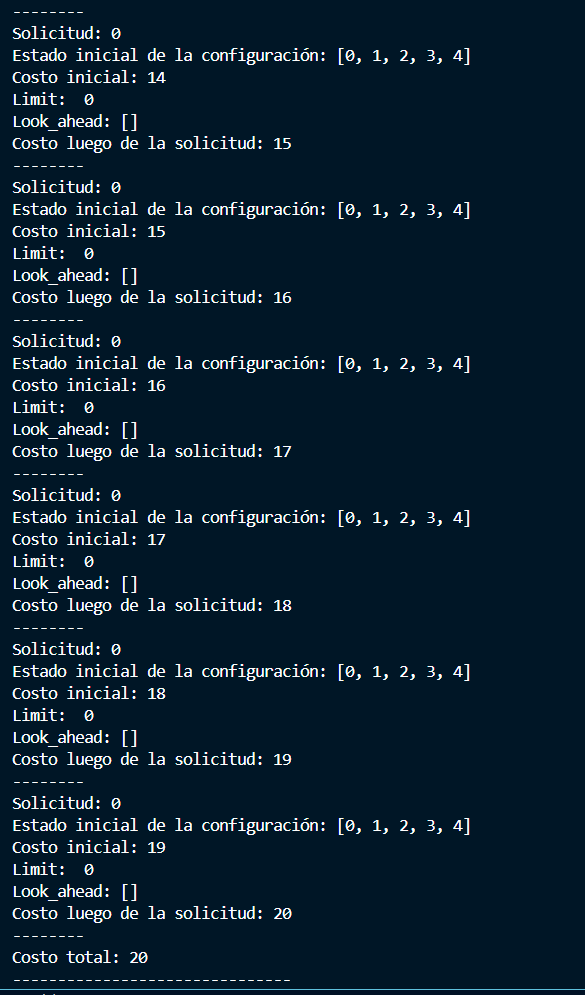 --------
Solicitud: 0
Estado inicial de la configuración: [0, 1, 2, 3, 4]
Costo inicial: 14
Limit:  0
Look_ahead: []
Costo luego de la solicitud: 15
--------
Solicitud: 0
Estado inicial de la configuración: [0, 1, 2, 3, 4]
Costo inicial: 15
Limit:  0
Look_ahead: []
Costo luego de la solicitud: 16
--------
Solicitud: 0
Estado inicial de la configuración: [0, 1, 2, 3, 4]
Costo inicial: 16
Limit:  0
Look_ahead: []
Costo luego de la solicitud: 17
--------
Solicitud: 0
Estado inicial de la configuración: [0, 1, 2, 3, 4]
Costo inicial: 17
Limit:  0
Look_ahead: []
Costo luego de la solicitud: 18
--------
Solicitud: 0
Estado inicial de la configuración: [0, 1, 2, 3, 4]
Costo inicial: 18
Limit:  0
Look_ahead: []
Costo luego de la solicitud: 19
--------
Solicitud: 0
Estado inicial de la configuración: [0, 1, 2, 3, 4]
Costo inicial: 19
Limit:  0
Look_ahead: []
Costo luego de la solicitud: 20
--------
Costo total: 20
-------------------------------